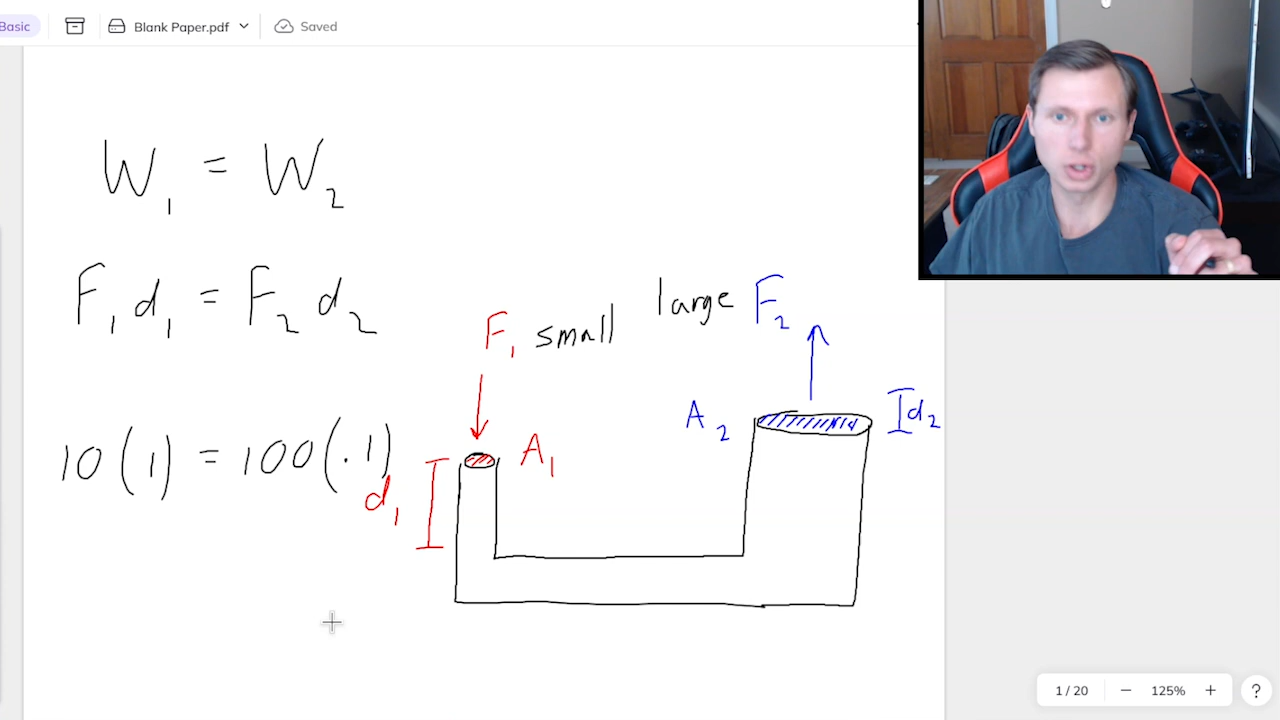 Basic
Blank Paper.pdf
Saved
W₁ = W₂
F₁ d₁ = F₂ d₂
10 (1) = 100 (.1)
F₁ small
large F₂
A₁
d₁
A₂
d₂
1 / 20
125%
?